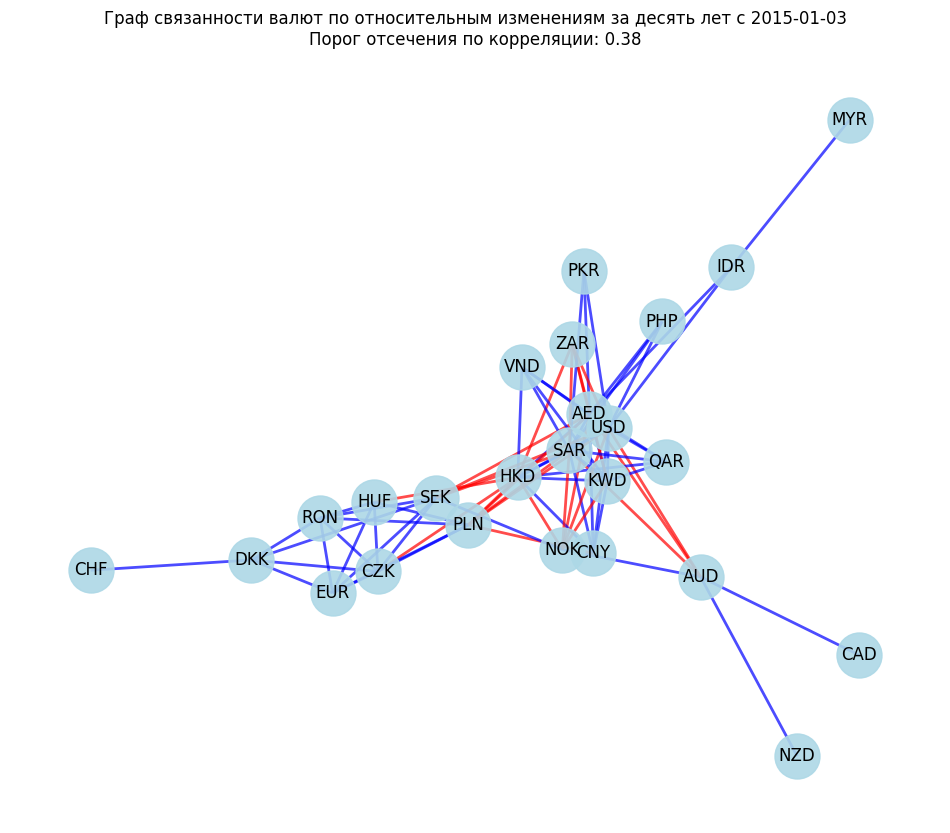 Граф связанности валют по относительным изменениям за десять лет с 2015-01-03
Порог отсечения по корреляции: 0.38
MYR
IDR
PKR
PHP
ZAR
VND
AED
USD
SAR
QAR
HKD
KWD
SEK
HUF
RON
PLN
NOK
CNY
DKK
CHF
CZK
AUD
EUR
CAD
NZD